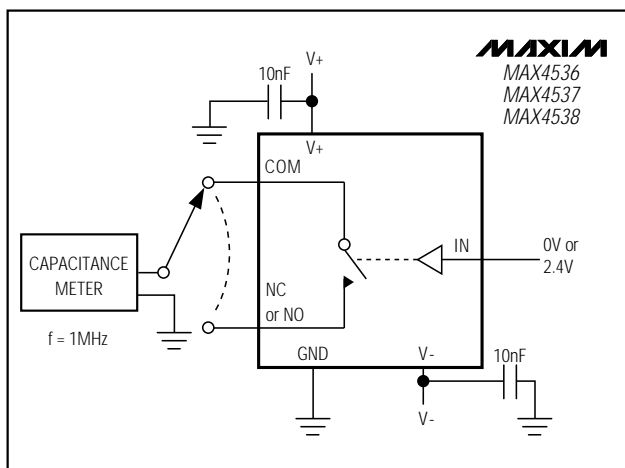 MAXIM
MAX4536
MAX4537
MAX4538
V+
10nF
V+
COM
IN
0V or
2.4V
CAPACITANCE
METER
NC
or NO
f = 1MHz
GND
V-
10nF
V-